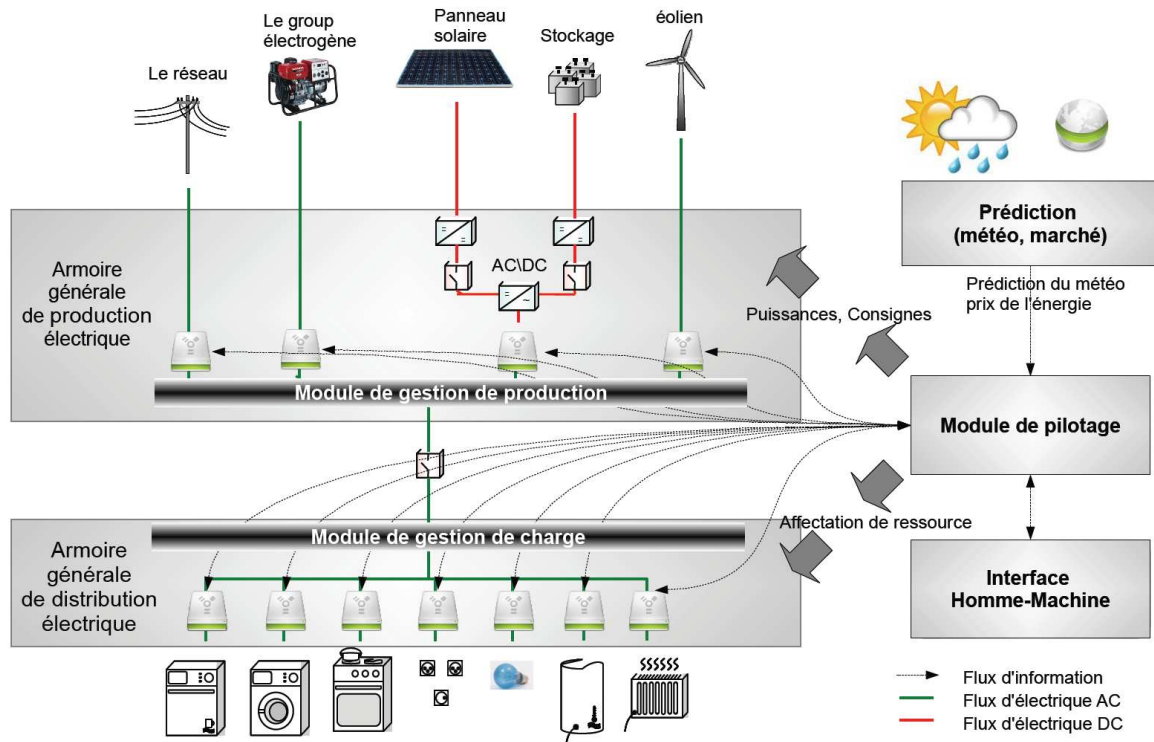 Le réseau
Le group
électrogène
Panneau
solaire
Stockage
éolien
Prédiction
(météo, marché)
AC\DC
Armoire
générale
de production
électrique
Prédiction du météo
prix de l'énergie
Puissances, Consignes
Module de gestion de production
Module de pilotage
Affectation de ressource
Module de gestion de charge
Armoire
générale
de distribution
électrique
Interface
Homme-Machine
Flux d'information
Flux d'électrique AC
Flux d'électrique DC